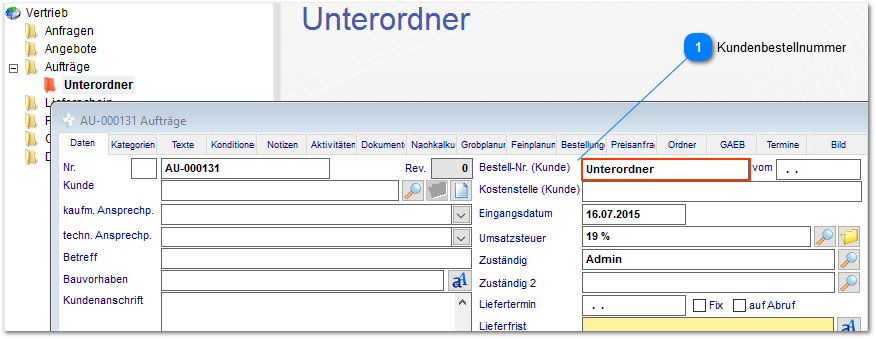 Vertrieb
Anfragen
Angebote
Aufträge
Unterordner
Unterordner
1 Kundenbestellnummer
AU-000131 Aufträge
Daten Kategorien Texte Konditione Notizen Aktivitäten Dokument Nachkalku Grobplanur Feinplanun Bestellung Preisanfrag Ordner GAEB Termine Bild
Nr. AU-000131 Rev. 0 Bestell-Nr. (Kunde) Unterordner vom . .
Kunde Kostenstelle (Kunde)
kaufm. Ansprechp. Eingangsdatum 16.07.2015
techn. Ansprechp. Umsatzsteuer 19 %
Betreff Zuständig Admin
Bauvorhaben Zuständig 2
Kundenanschrift Liefertermin . . Fix auf Abruf
Lieferfrist